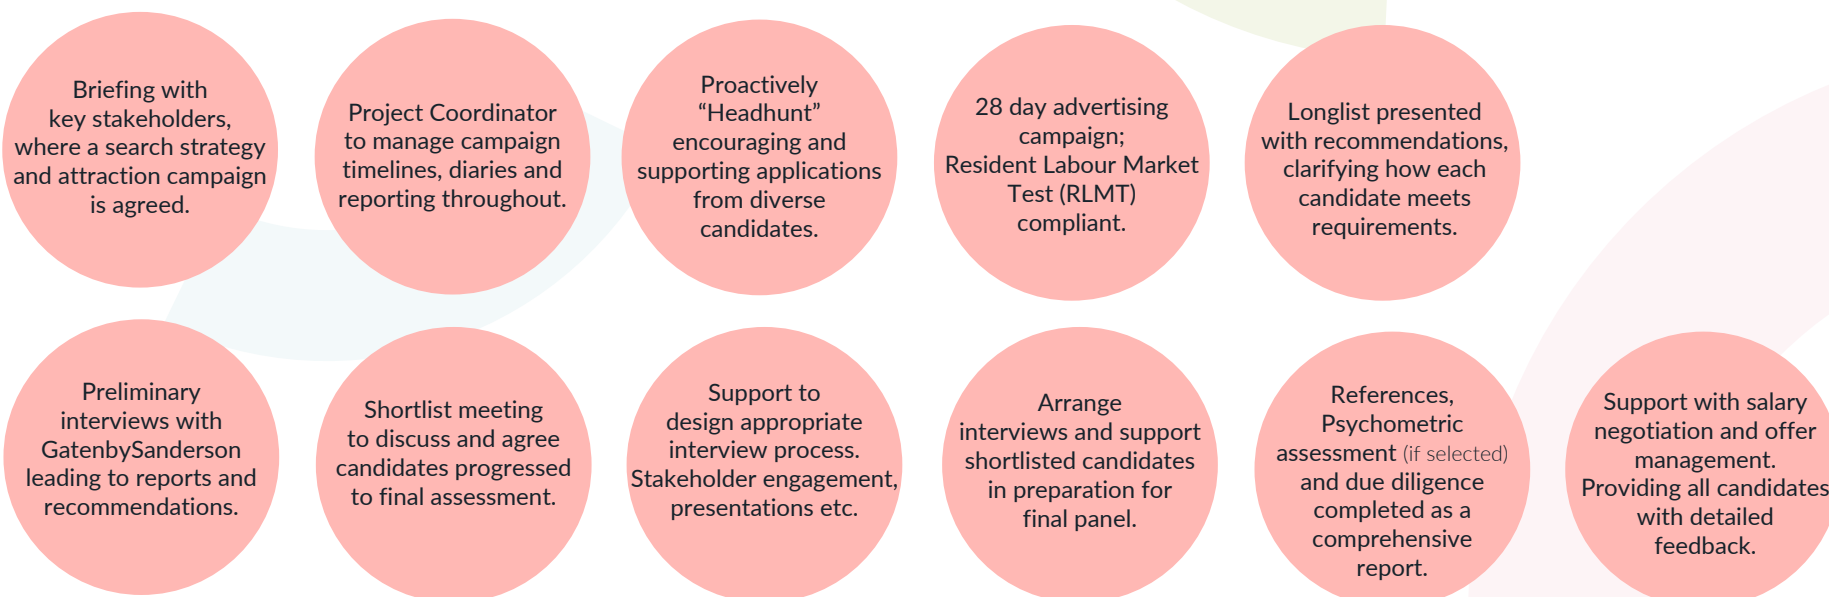 Briefing with
key stakeholders,
where a search strategy
and attraction campaign
is agreed.
Project Coordinator
to manage campaign
timelines, diaries and
reporting throughout.
Proactively
“Headhunt”
encouraging and
supporting applications
from diverse
candidates.
28 day advertising
campaign;
Resident Labour Market
Test (RLMT)
compliant.
Longlist presented
with recommendations,
clarifying how each
candidate meets
requirements.
Preliminary
interviews with
GatenbySanderson
leading to reports and
recommendations.
Shortlist meeting
to discuss and agree
candidates progressed
to final assessment.
Support to
design appropriate
interview process.
Stakeholder engagement,
presentations etc.
Arrange
interviews and support
shortlisted candidates
in preparation for
final panel.
References,
Psychometric
assessment (if selected)
and due diligence
completed as a
comprehensive
report.
Support with salary
negotiation and offer
management.
Providing all candidates
with detailed
feedback.